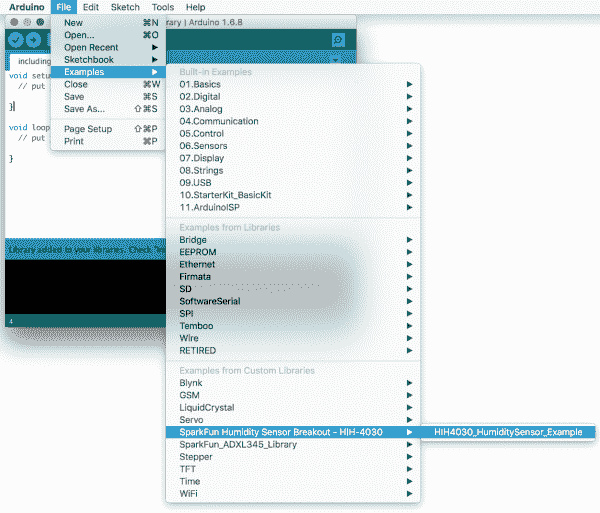 Arduino File Edit Sketch Tools Help
rary | Arduino 1.6.8
including
void setu
// put
}
void loop
// put
}
Library added to your libraries. Check "In
4
New ⌘N
Open... ⌘O
Open Recent ▶
Sketchbook ▶
Examples ▶
Close ⌘W
Save ⌘S
Save As... ⇧⌘S
Page Setup ⇧⌘P
Print ⌘P
Built-in Examples
01.Basics ▶
02.Digital ▶
03.Analog ▶
04.Communication ▶
05.Control ▶
06.Sensors ▶
07.Display ▶
08.Strings ▶
09.USB ▶
10.StarterKit_BasicKit ▶
11.ArduinoISP ▶
Examples from Libraries
Bridge ▶
EEPROM ▶
Ethernet ▶
Firmata ▶
SD ▶
SoftwareSerial ▶
SPI ▶
Temboo ▶
Wire ▶
RETIRED ▶
Examples from Custom Libraries
Blynk ▶
GSM ▶
LiquidCrystal ▶
Servo ▶
SparkFun Humidity Sensor Breakout - HIH-4030 ▶ HIH4030_HumiditySensor_Example
SparkFun_ADXL345_Library ▶
Stepper ▶
TFT ▶
Time ▶
WiFi ▶